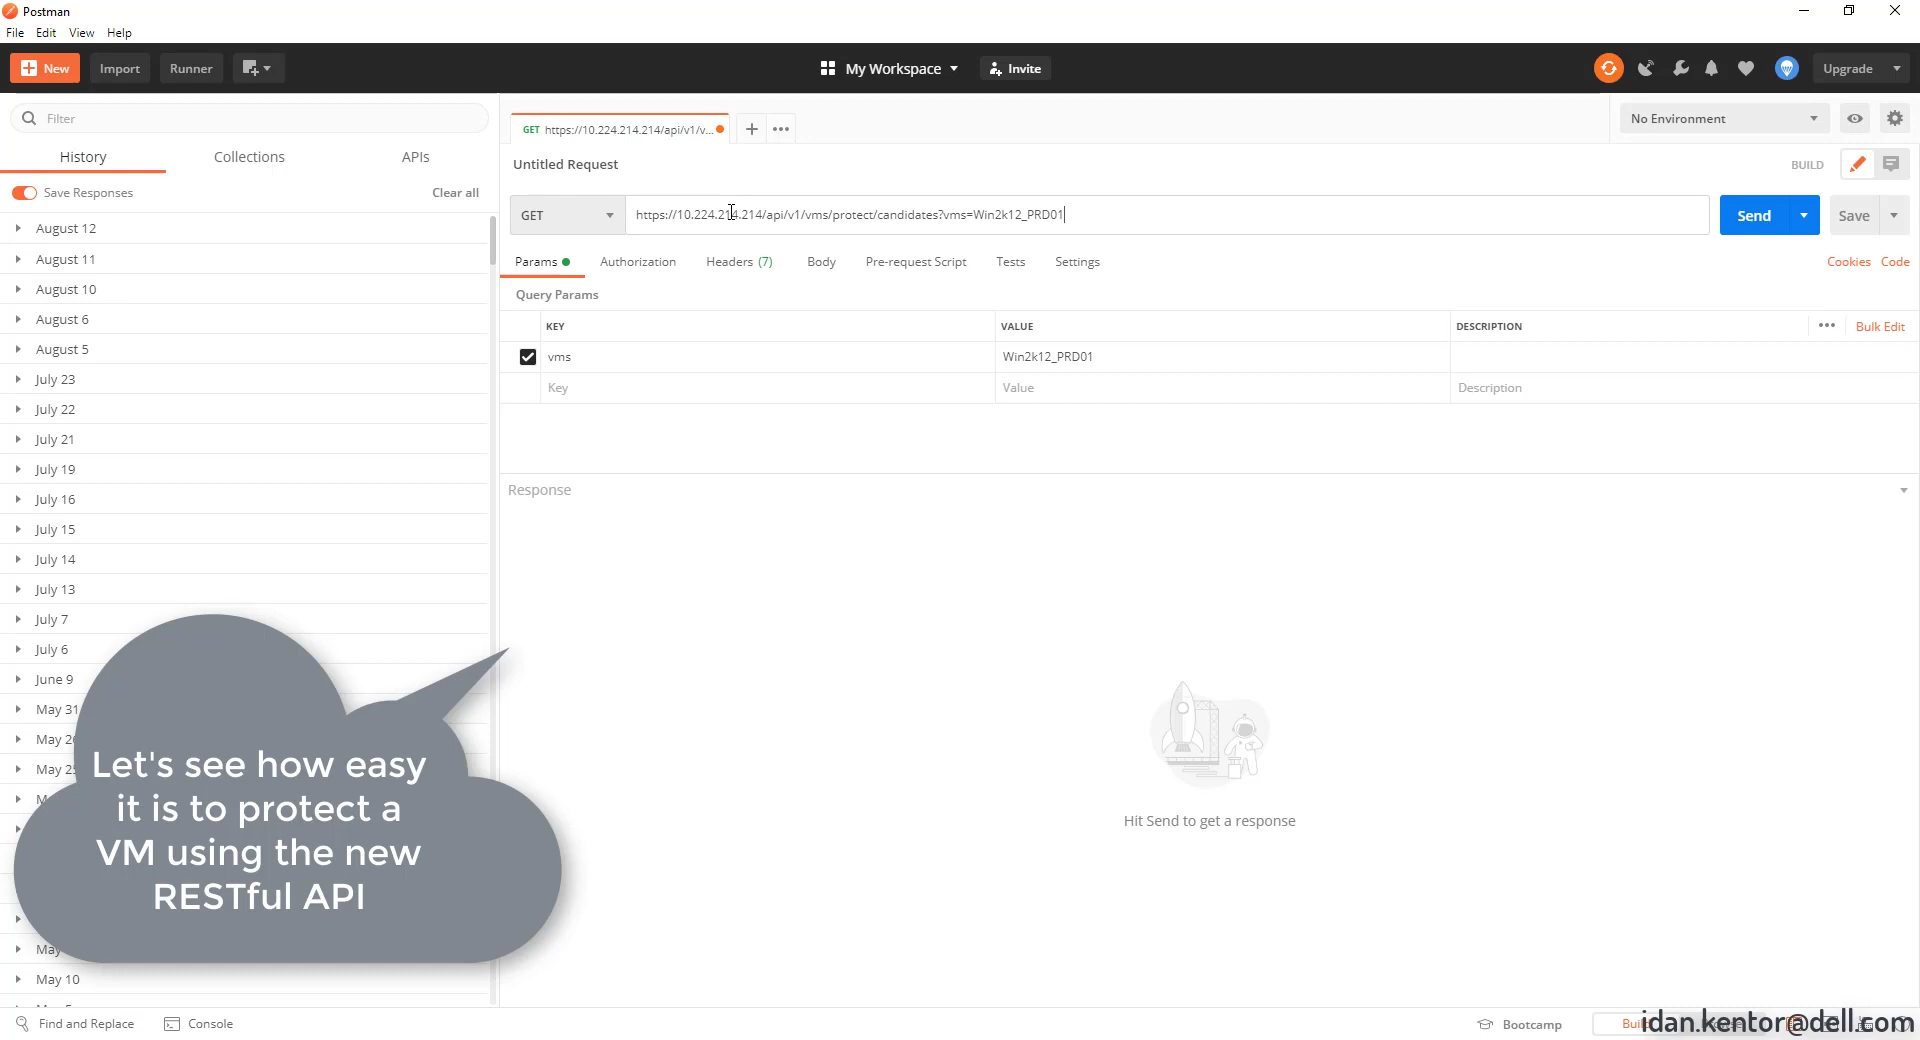 Postman
File Edit View Help
New Import Runner My Workspace Invite Upgrade
Filter
History Collections APIs
Save Responses Clear all
August 12
August 11
August 10
August 6
August 5
July 23
July 22
July 21
July 19
July 16
July 15
July 14
July 13
July 7
July 6
June 9
May 31
May 10
Let's see how easy
it is to protect a
VM using the new
RESTful API
GET https://10.224.214.214/api/v1/v...
No Environment
Untitled Request
BUILD
GET https://10.224.214.214/api/v1/vms/protect/candidates?vms=Win2k12_PRD01
Send Save
Params Authorization Headers (7) Body Pre-request Script Tests Settings Cookies Code
Query Params
KEY VALUE DESCRIPTION ••• Bulk Edit
vms Win2k12_PRD01
Key Value Description
Response
Hit Send to get a response
Find and Replace Console Bootcamp
idan.kentor@dell.com